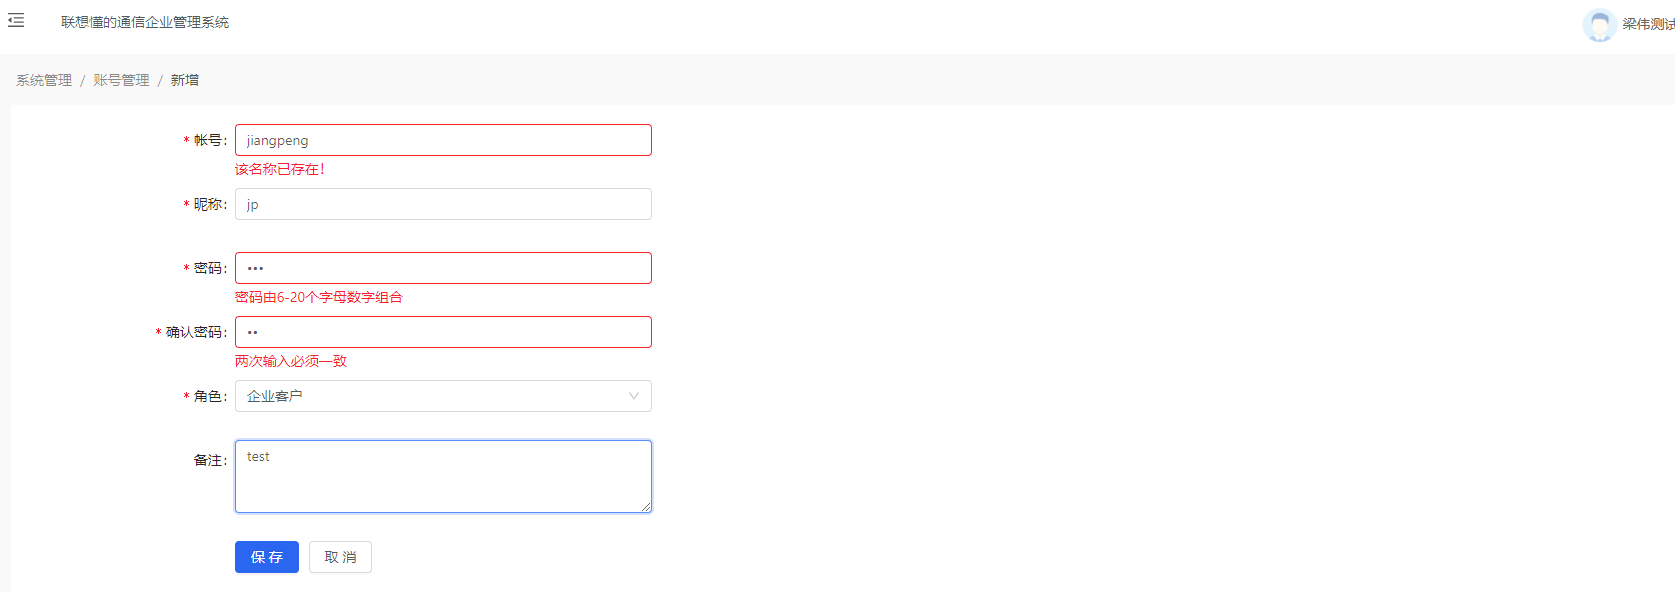 联想懂的通信企业管理系统
梁伟测试
系统管理 / 账号管理 / 新增
* 帐号: jiangpeng
该名称已存在!
* 昵称: jp
* 密码: •••
密码由6-20个字母数字组合
* 确认密码: ••
两次输入必须一致
* 角色: 企业客户
备注: test
保 存 取 消